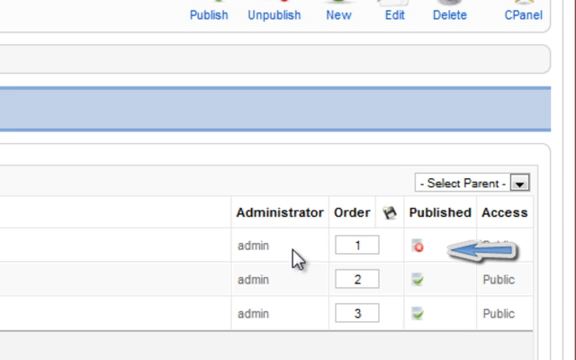 Publish Unpublish New Edit Delete CPanel
- Select Parent -
Administrator Order Published Access
admin 1
admin 2 Public
admin 3 Public